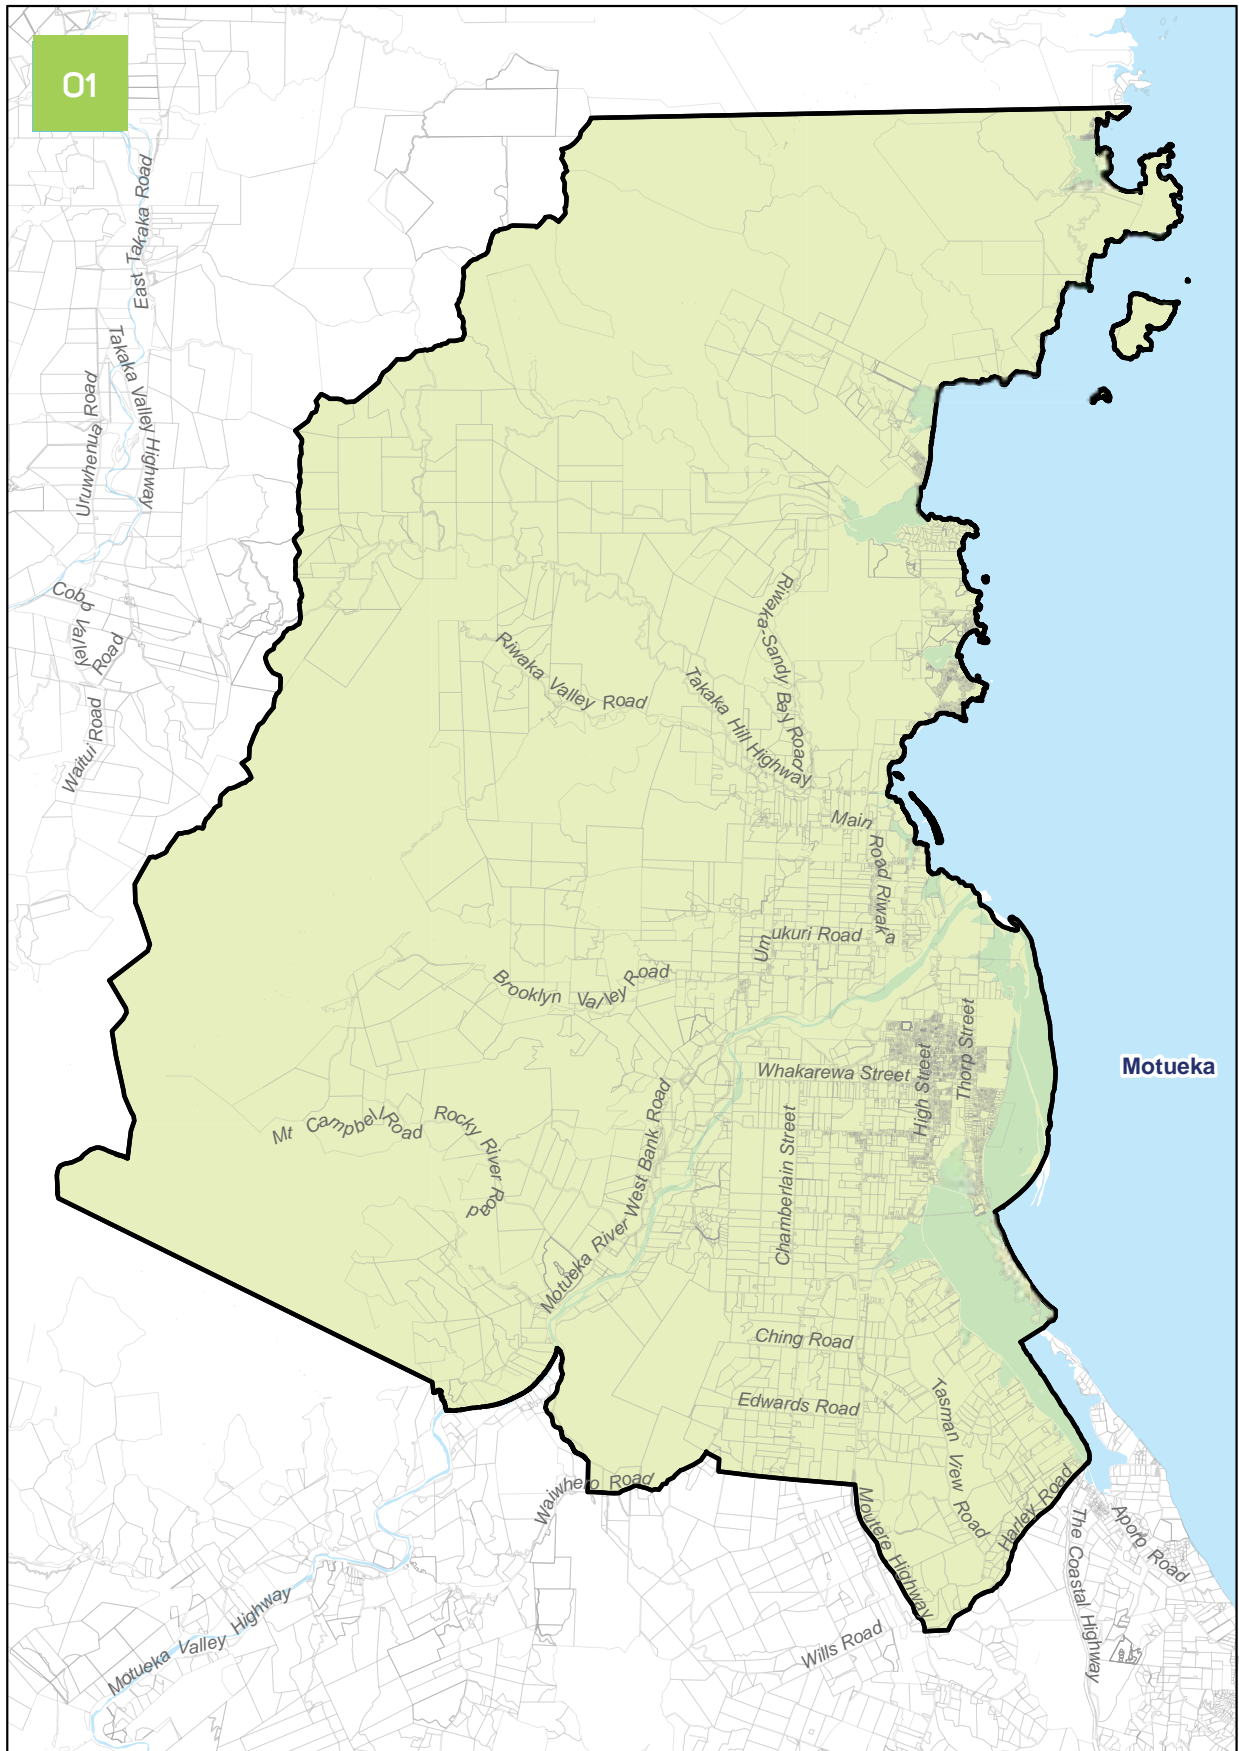 01
East Takaka Road
Takaka Valley Highway
Uruwhenua Road
Cobb Valley Road
Waitui Road
Riwaka-Sandy Bay Road
Riwaka Valley Road
Takaka Hill Highway
Main Road Riwaka
Umukuri Road
Brooklyn Valley Road
Thorp Street
High Street
Whakarewa Street
Motueka
Mt Campbell Road
Rocky River Road
Motueka River West Bank Road
Chamberlain Street
Ching Road
Edwards Road
Tasman View Road
Harley Road
Waiwhero Road
Moutere Highway
The Coastal Highway
Aporo Road
Wills Road
Motueka Valley Highway